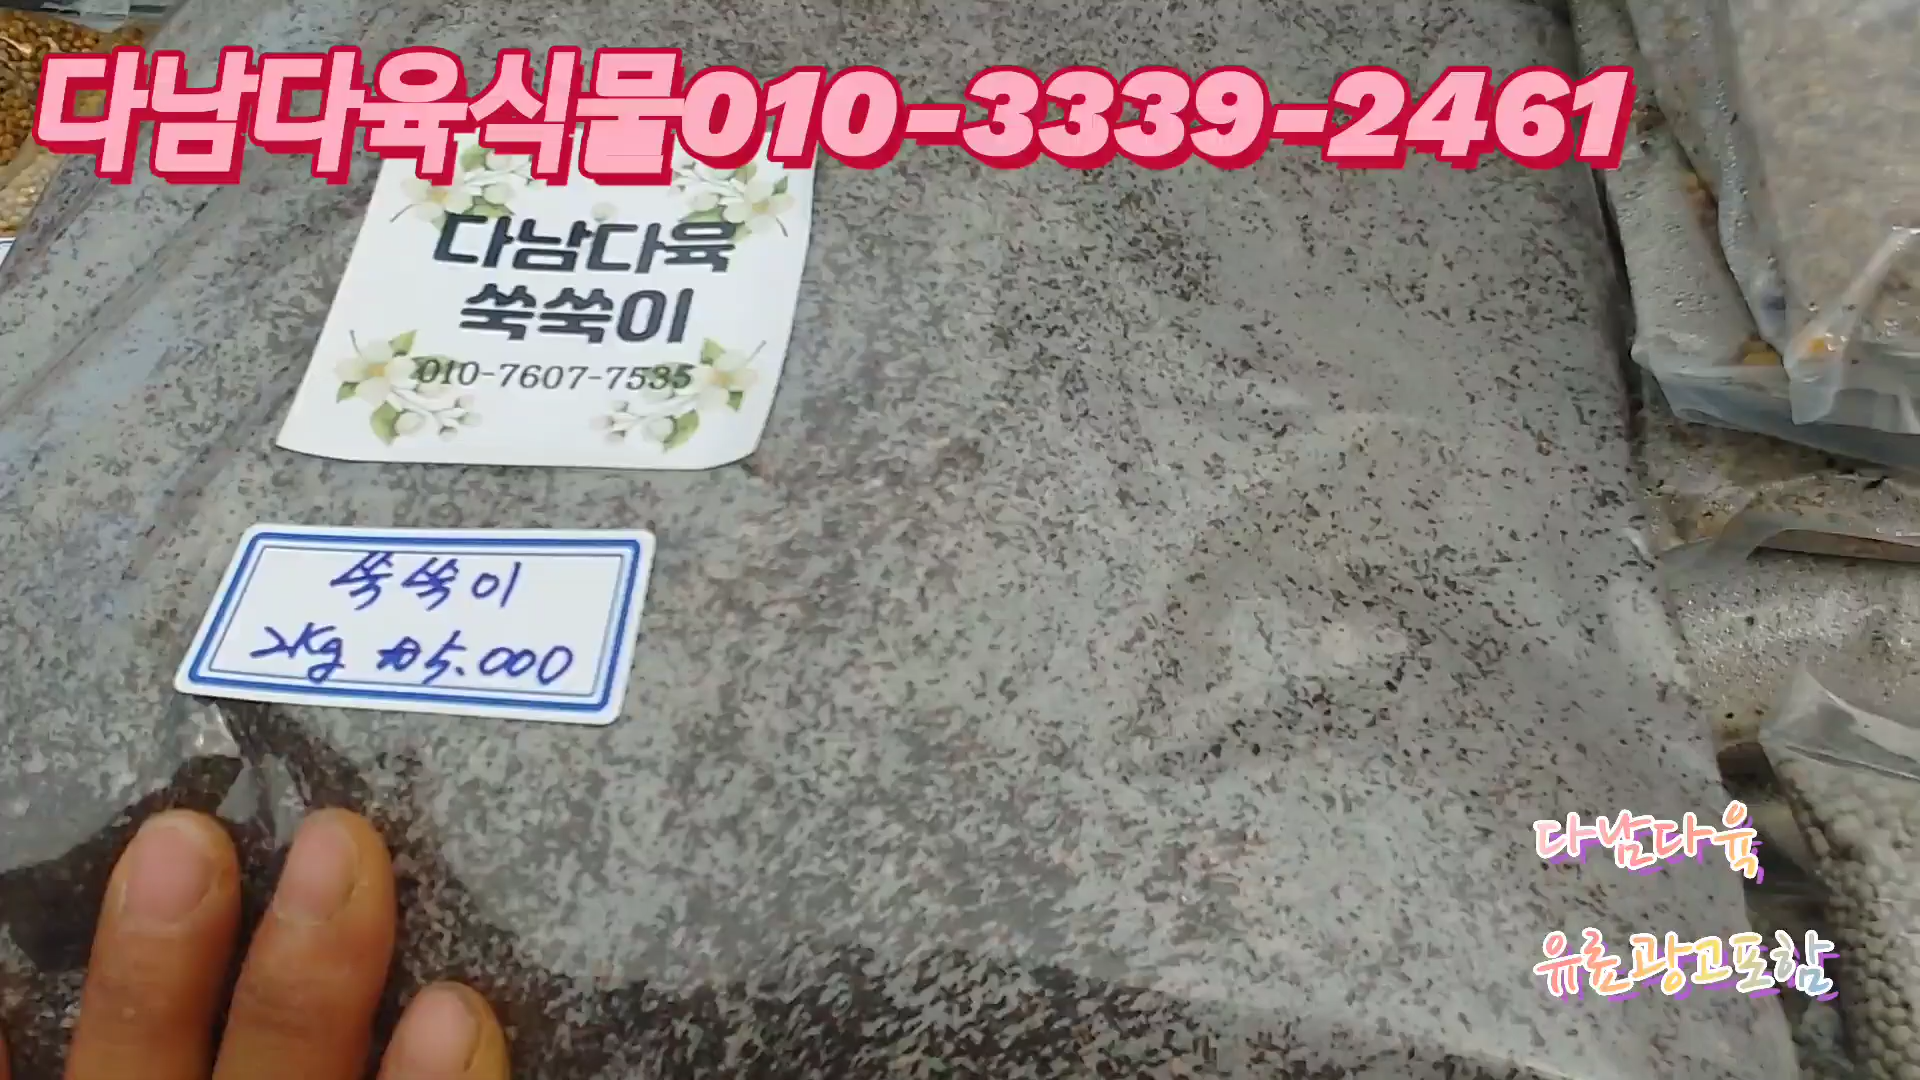 다남다육식물010-3339-2461
다남다육
쑥쑥이
010-7607-7535
쑥쑥이
2Kg ₩5.000
다남다육
유료광고포함